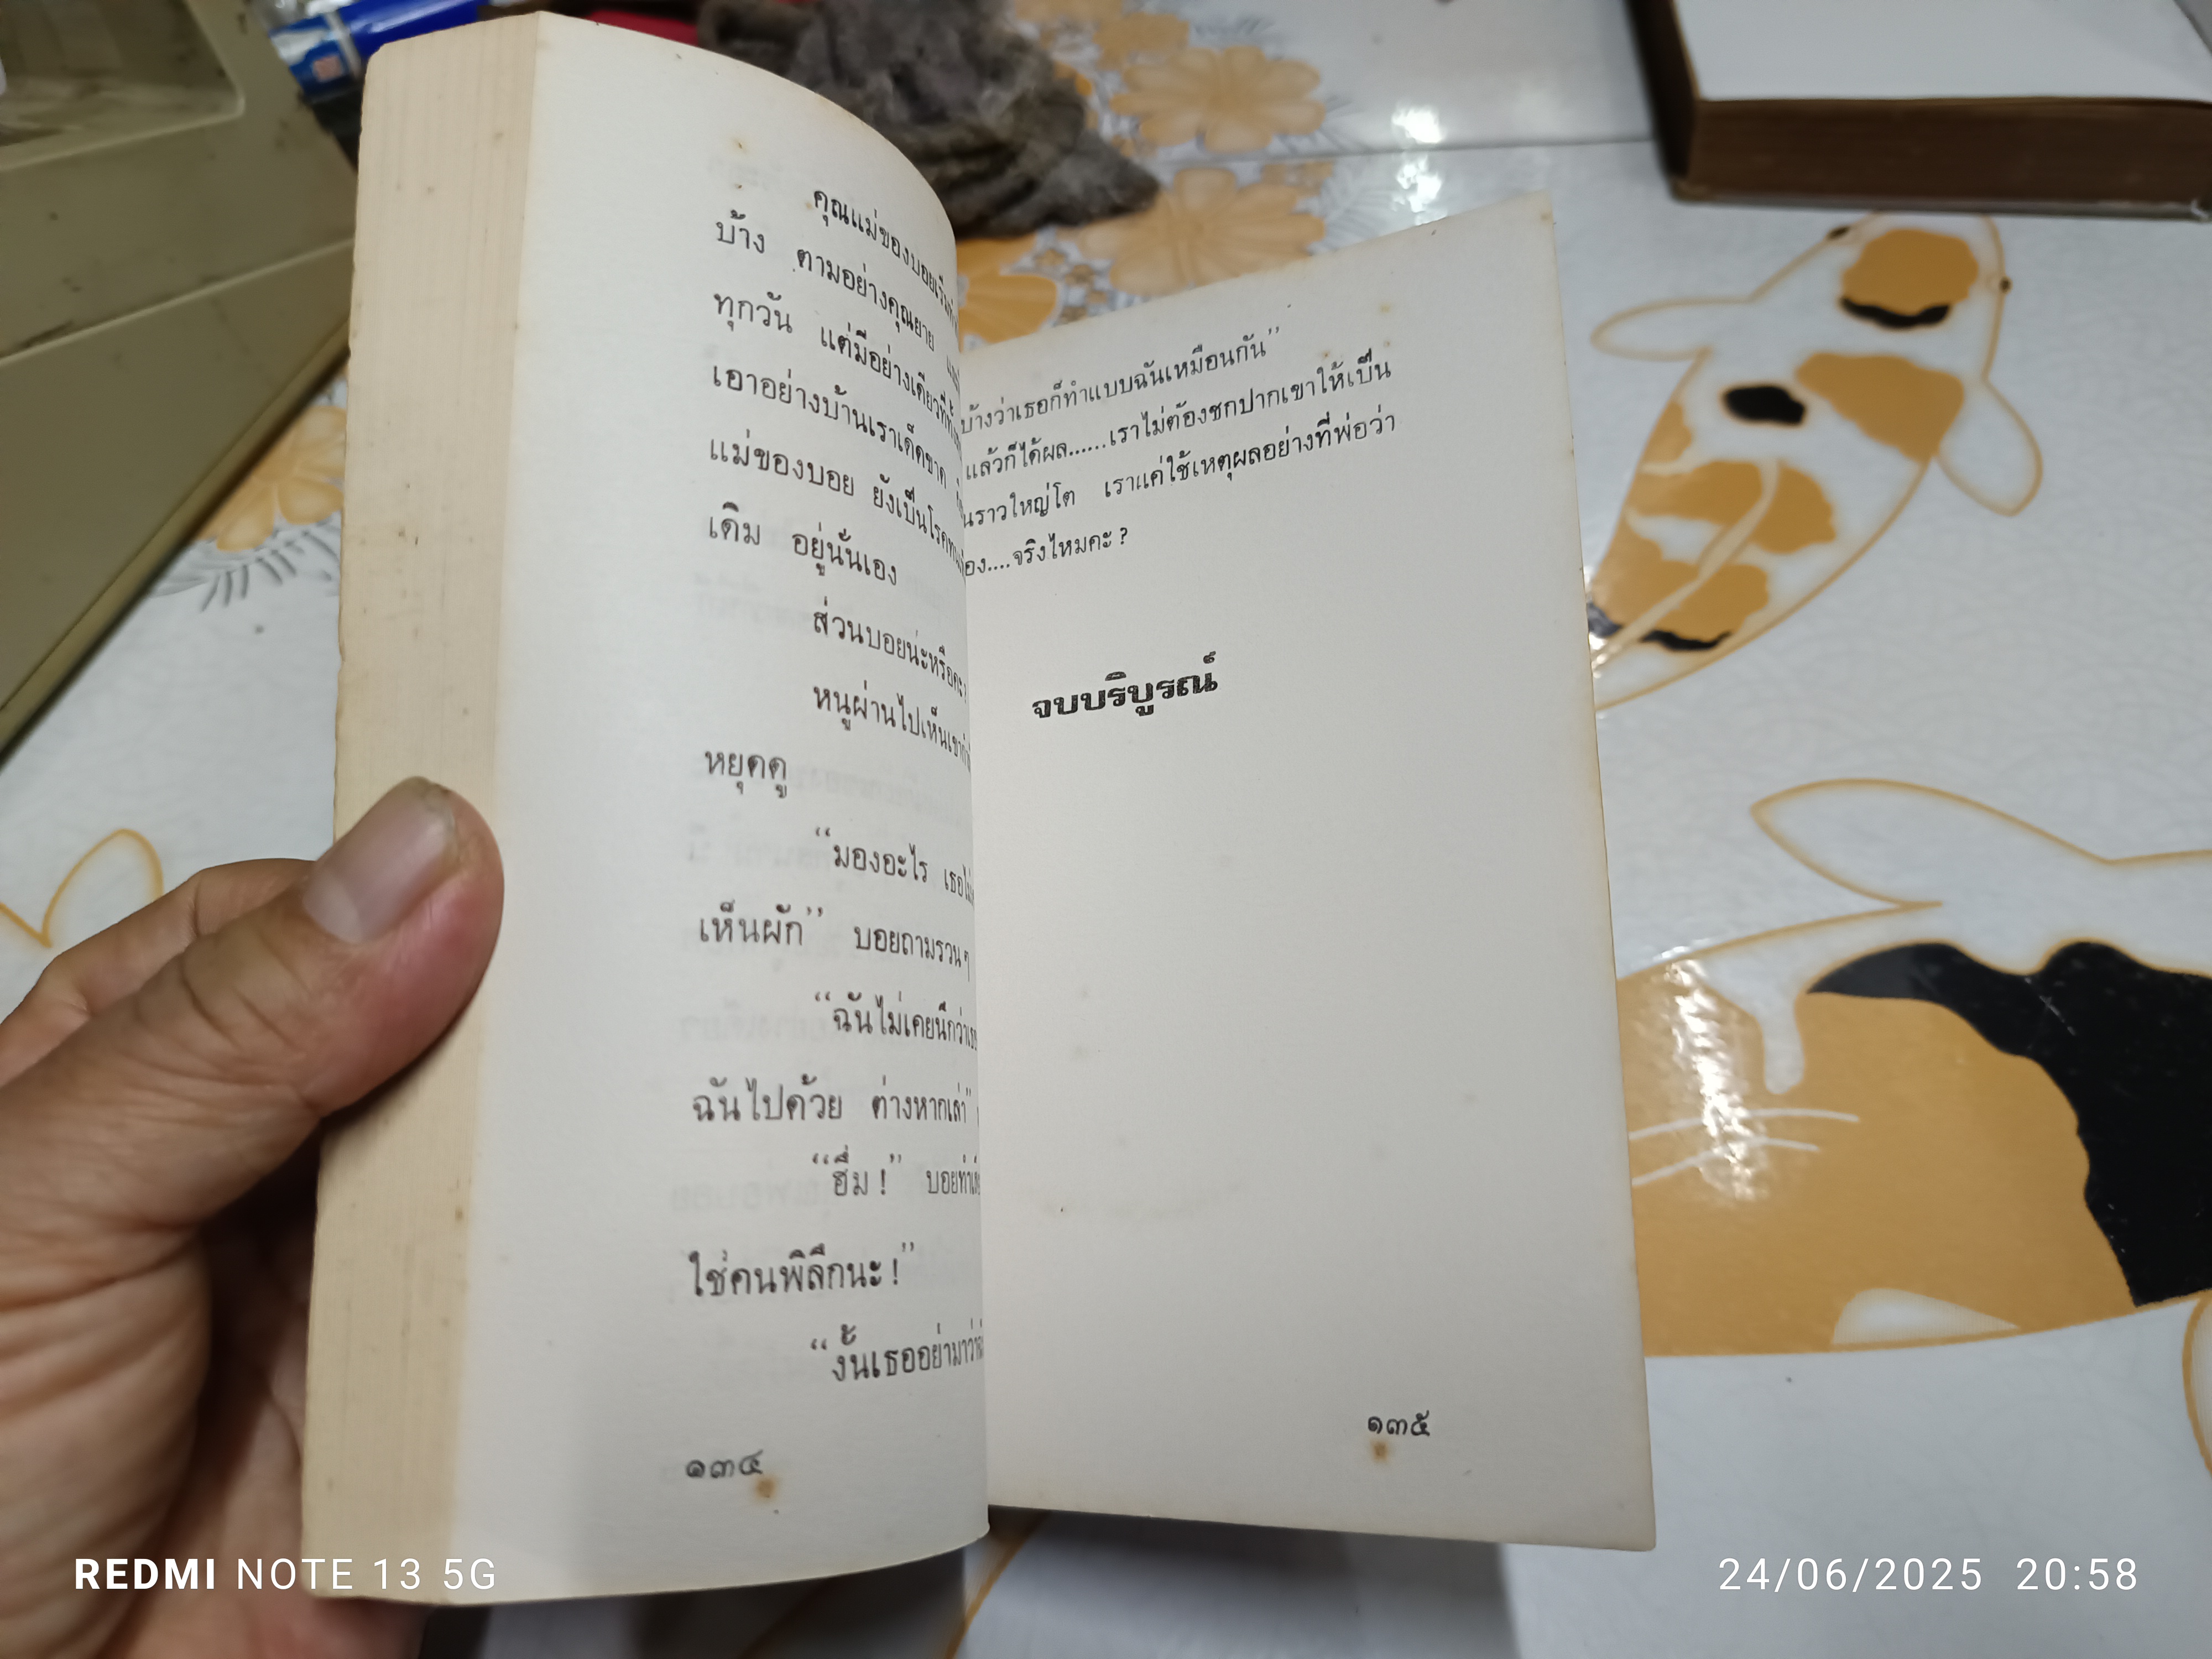 คุณแม่ของบอยเริ่ม
บ้าง ตามอย่างคุณยาย
ทุกวัน แต่มีอย่างเดียวที่
เอาอย่างบ้านเราเด็ดขาด
แม่ของบอย ยังเป็นโรค
เดิม อยู่นั่นเอง
ส่วนบอยน่ะหรือคะ
หนูผ่านไปเห็นเขา
หยุดดู
“มองอะไร
เห็นผัก” บอยถามรวนๆ
“ฉันไม่เคยนึกว่า
ฉันไปด้วย ต่างหากเล่า”
“ฮึ่ม !” บอย
ใช่คนพิลึกนะ !”
“งั้นเธออย่ามาว่า
๑๓๔
บ้างว่าเธอก็ทำแบบฉันเหมือนกัน”
แล้วก็ได้ผล......เราไม่ต้องชกปากเขาให้เป็น
ราวใหญ่โต เราแค่ใช้เหตุผลอย่างที่พ่อว่า
....จริงไหมคะ ?
จบบริบูรณ์
๑๓๕
REDMI NOTE 13 5G
24/06/2025 20:58